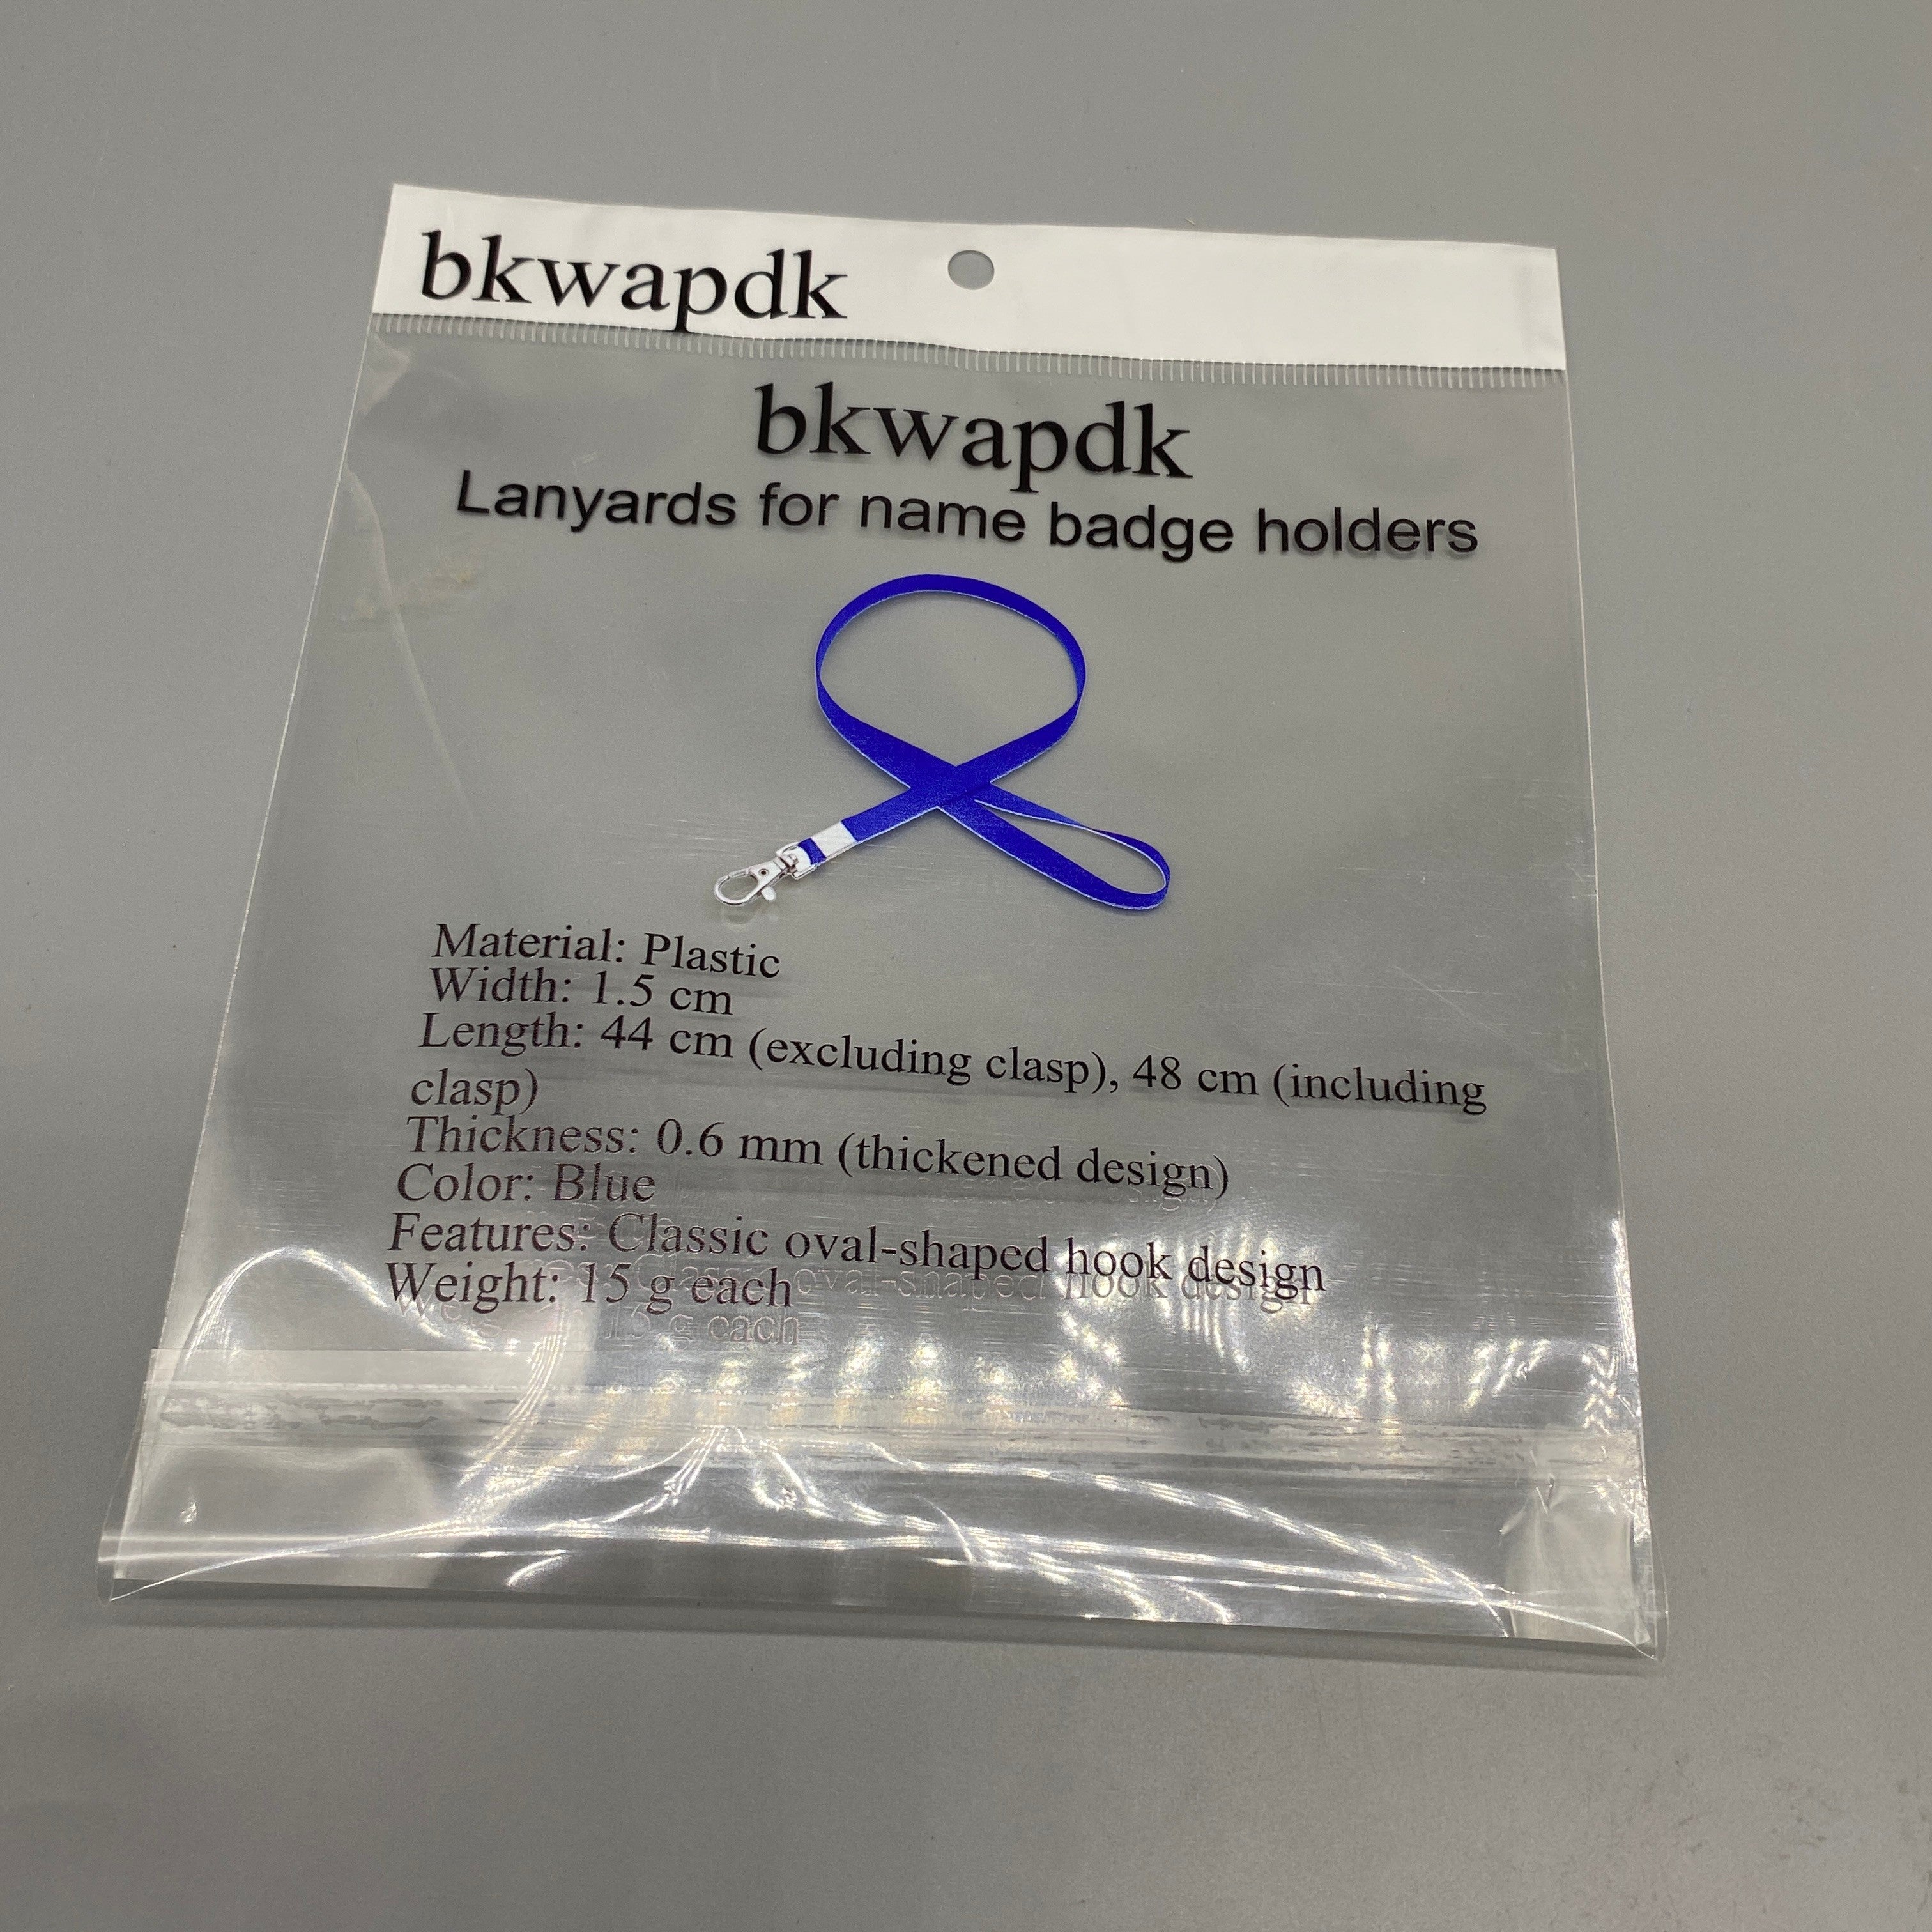 bkwapdk
bkwapdk
Lanyards for name badge holders
Material: Plastic
Width: 1.5 cm
Length: 44 cm (excluding clasp), 48 cm (including
clasp)
Thickness: 0.6 mm (thickened design)
Color: Blue
Features: Classic oval-shaped hook design
Weight: 15 g each